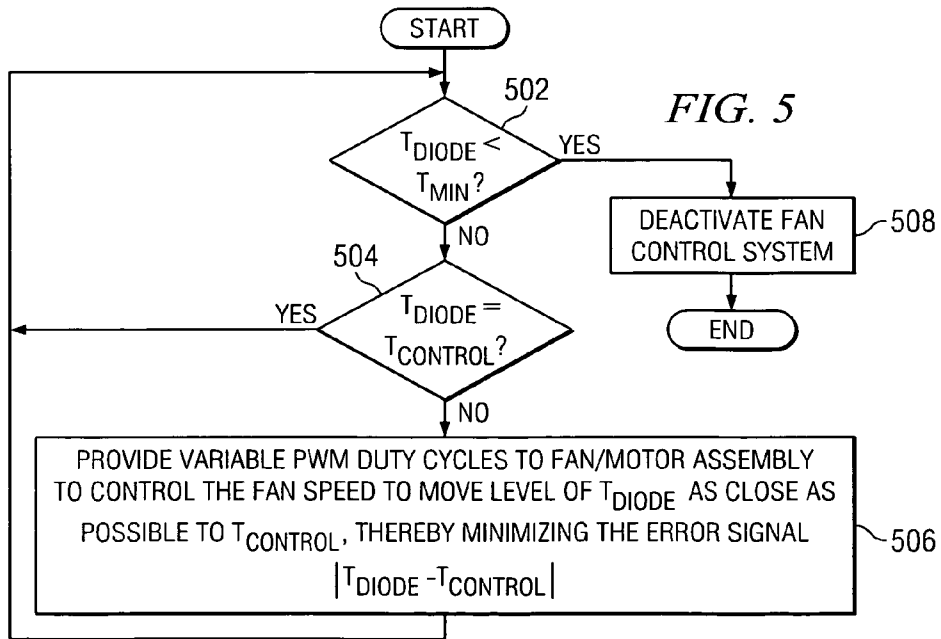 START
502
FIG. 5
T_DIODE <
T_MIN?
YES
NO
DEACTIVATE FAN
CONTROL SYSTEM
508
END
504
T_DIODE =
T_CONTROL?
YES
NO
PROVIDE VARIABLE PWM DUTY CYCLES TO FAN/MOTOR ASSEMBLY
TO CONTROL THE FAN SPEED TO MOVE LEVEL OF T_DIODE AS CLOSE AS
POSSIBLE TO T_CONTROL, THEREBY MINIMIZING THE ERROR SIGNAL
|T_DIODE -T_CONTROL|
506